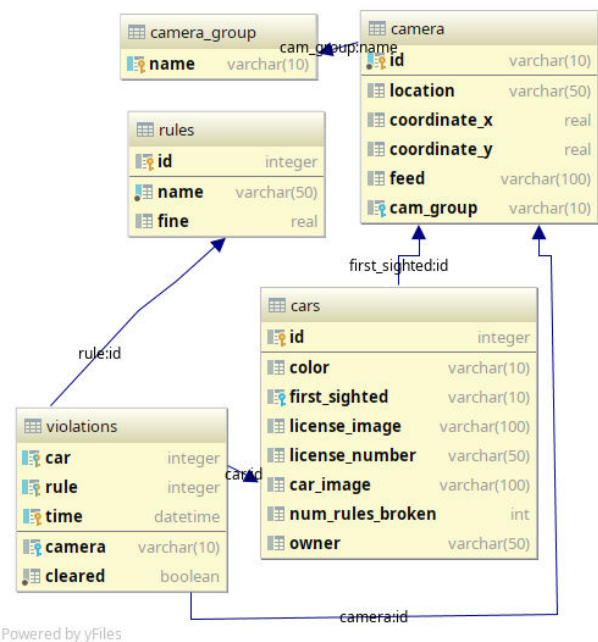 camera_group
name varchar(10)
cam_group:name
camera
id varchar(10)
location varchar(50)
coordinate_x real
coordinate_y real
feed varchar(100)
cam_group varchar(10)
rules
id integer
name varchar(50)
fine real
first_sighted:id
cars
id integer
color varchar(10)
first_sighted varchar(10)
license_image varchar(100)
license_number varchar(50)
car_image varchar(100)
num_rules_broken int
owner varchar(50)
rule:id
violations
car integer
rule integer
time datetime
camera varchar(10)
cleared boolean
car:id
camera:id
Powered by yFiles